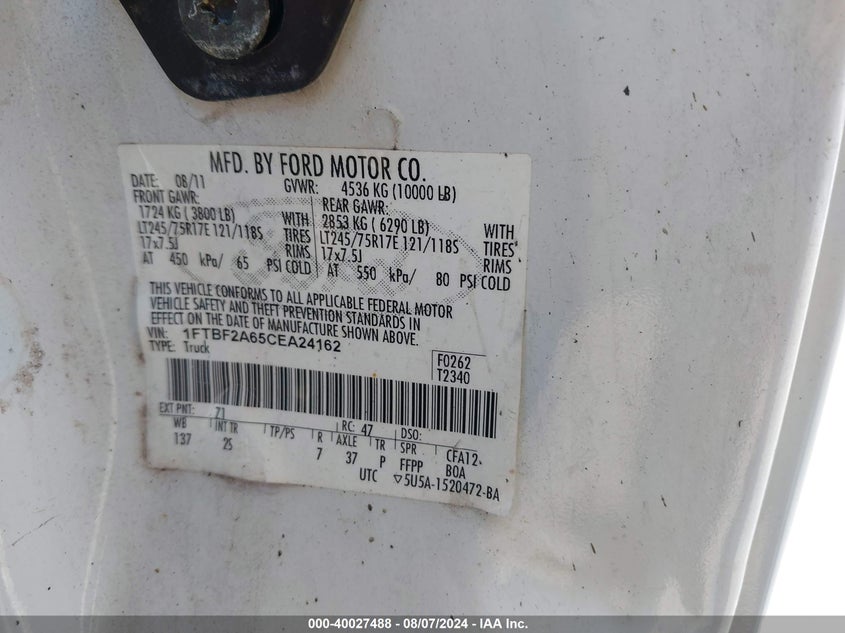 MFD. BY FORD MOTOR CO.
DATE: 08/11 GVWR: 4536 KG (10000 LB)
FRONT GAWR: REAR GAWR:
1724 KG ( 3800 LB) WITH 2853 KG ( 6290 LB) WITH
LT245/75R17E 121/118S TIRES LT245/75R17E 121/118S TIRES
17x7.5J RIMS 17x7.5J RIMS
AT 450 kPa/ 65 PSI COLD AT 550 kPa/ 80 PSI COLD
THIS VEHICLE CONFORMS TO ALL APPLICABLE FEDERAL MOTOR
VEHICLE SAFETY AND THEFT PREVENTION STANDARDS IN
EFFECT ON THE DATE OF MANUFACTURE SHOWN ABOVE.
VIN: 1FTBF2A65CEA24162
TYPE: Truck
F0262
T2340
EXT PNT: Z1 RC: 47 DSO:
WB INT TR TP/PS R AXLE TR SPR CFA12-
137 25 7 37 P FFPP BOA
UTC ▽5U5A-1520472-BA
000-40027488 - 08/07/2024 - IAA Inc.